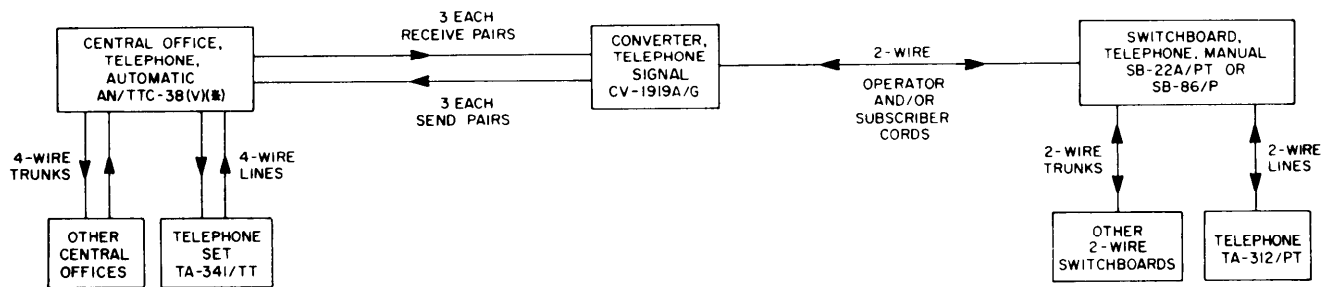 CENTRAL OFFICE,
TELEPHONE,
AUTOMATIC
AN/TTC-38(V)(*)
3 EACH
RECEIVE PAIRS
3 EACH
SEND PAIRS
CONVERTER,
TELEPHONE
SIGNAL
CV-1919A/G
2-WIRE
OPERATOR
AND/OR
SUBSCRIBER
CORDS
SWITCHBOARD,
TELEPHONE, MANUAL
SB-22A/PT OR
SB-86/P
4-WIRE
TRUNKS
4-WIRE
LINES
2-WIRE
TRUNKS
2-WIRE
LINES
OTHER
CENTRAL
OFFICES
TELEPHONE
SET
TA-341/TT
OTHER
2-WIRE
SWITCHBOARDS
TELEPHONE
TA-312/PT